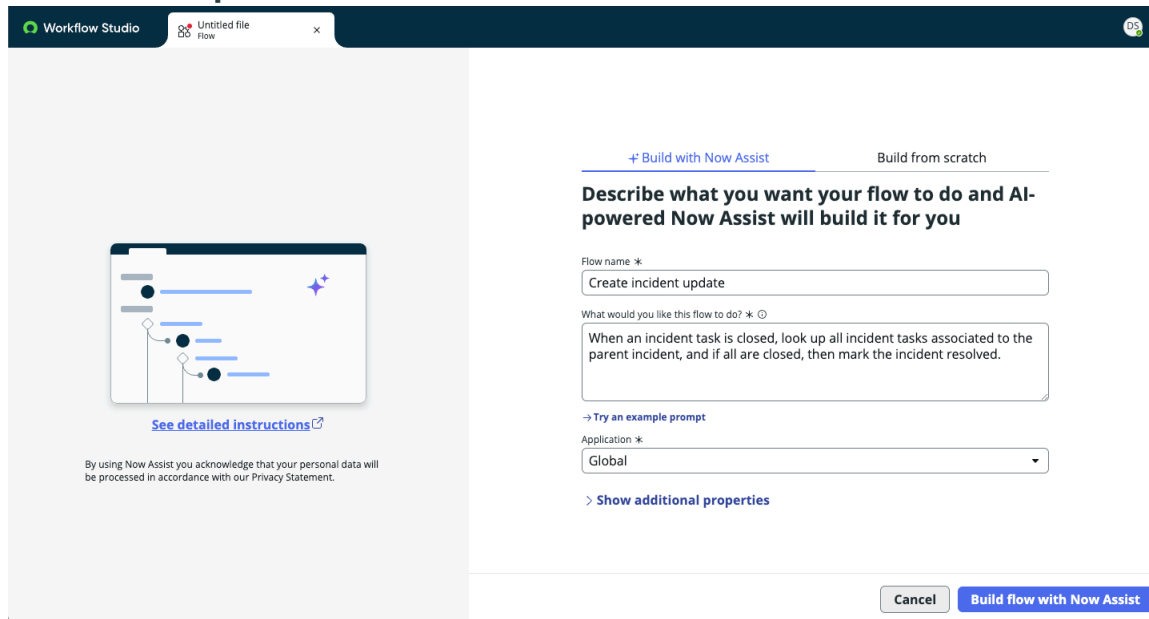 Workflow Studio
Untitled file
Flow
DS
Build with Now Assist
Build from scratch
Describe what you want your flow to do and AI-
powered Now Assist will build it for you
Flow name *
Create incident update
What would you like this flow to do? *
When an incident task is closed, look up all incident tasks associated to the
parent incident, and if all are closed, then mark the incident resolved.
→ Try an example prompt
Application *
Global
> Show additional properties
See detailed instructions
By using Now Assist you acknowledge that your personal data will
be processed in accordance with our Privacy Statement.
Cancel
Build flow with Now Assist